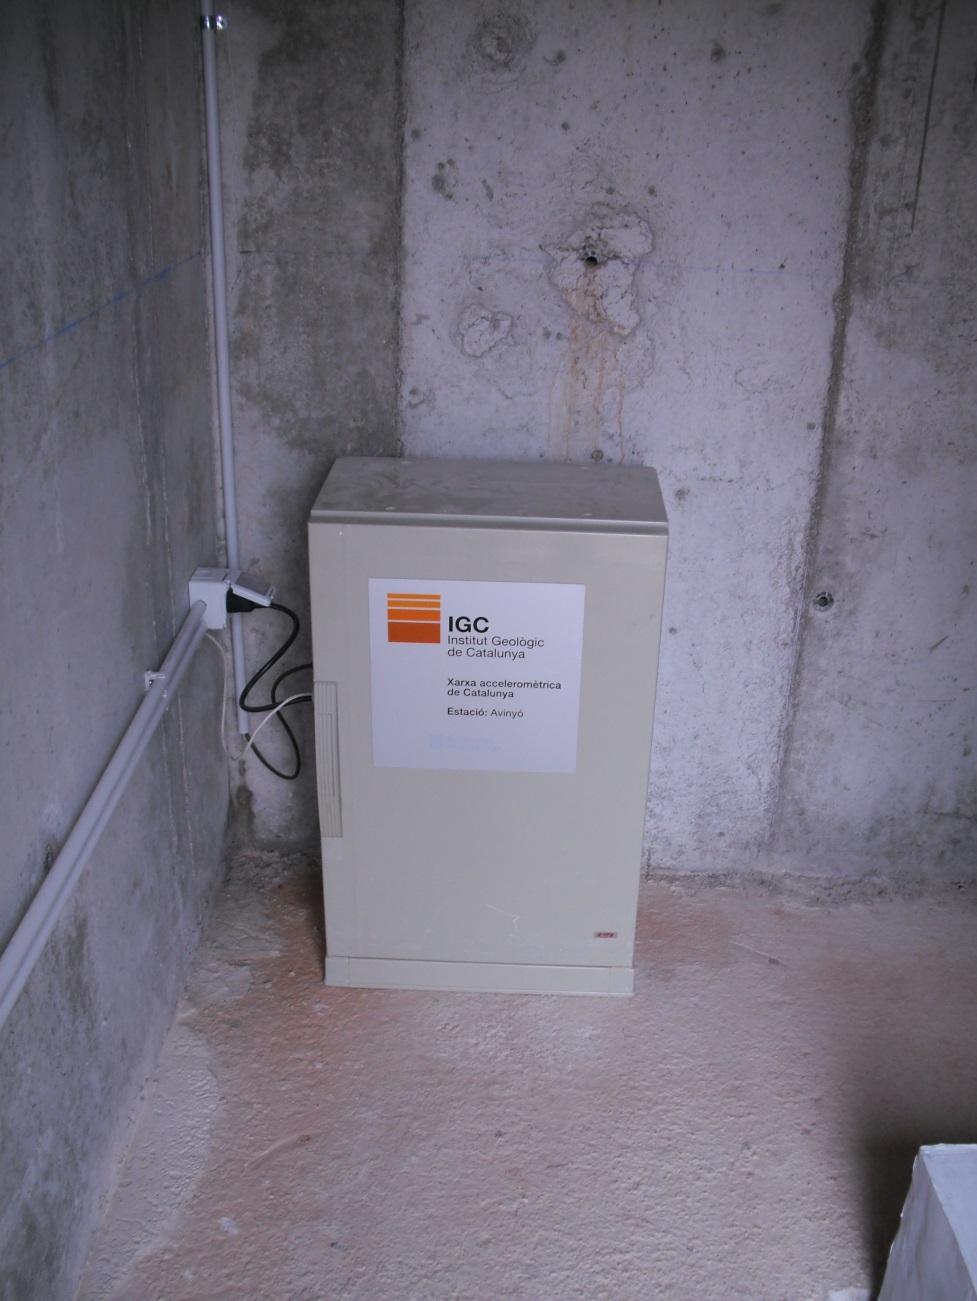 IGC
Institut Geològic
de Catalunya
Xarxa acceleromètrica
de Catalunya
Estació: Avinyó